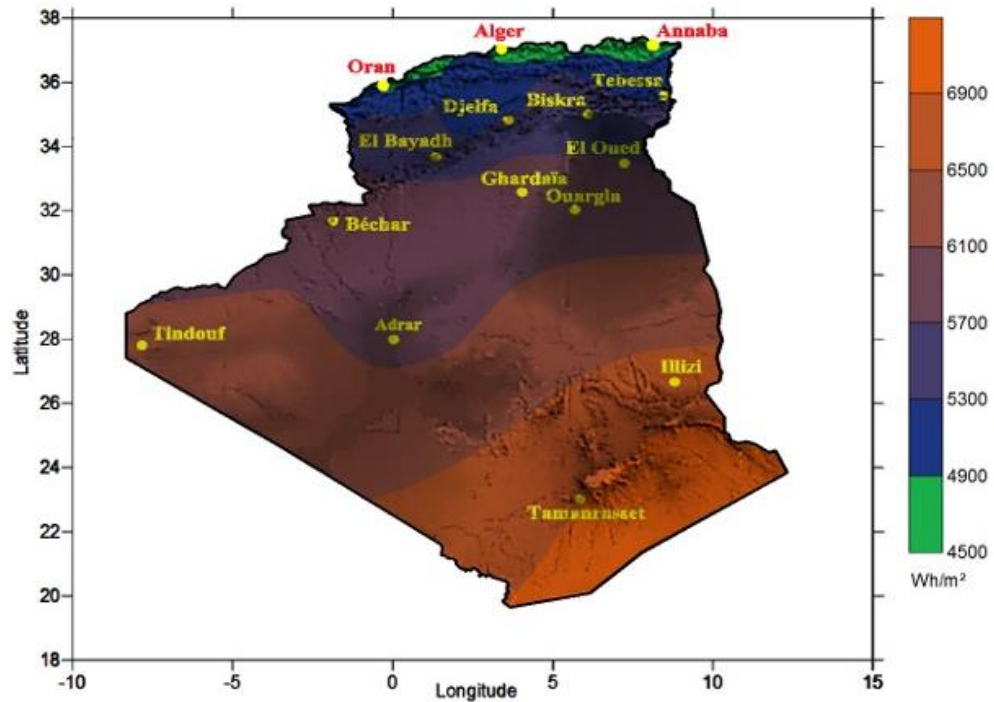 38
36
34
32
30
28
26
24
22
20
18
Latitude
-10
-5
0
5
10
15
Longitude
Alger
Annaba
Oran
Tebessa
Djelfa
Biskra
El Bayadh
El Oued
Ghardaïa
Ouargla
Béchar
Adrar
Tindouf
Illizi
Tamanrasset
6900
6500
6100
5700
5300
4900
4500
Wh/m²